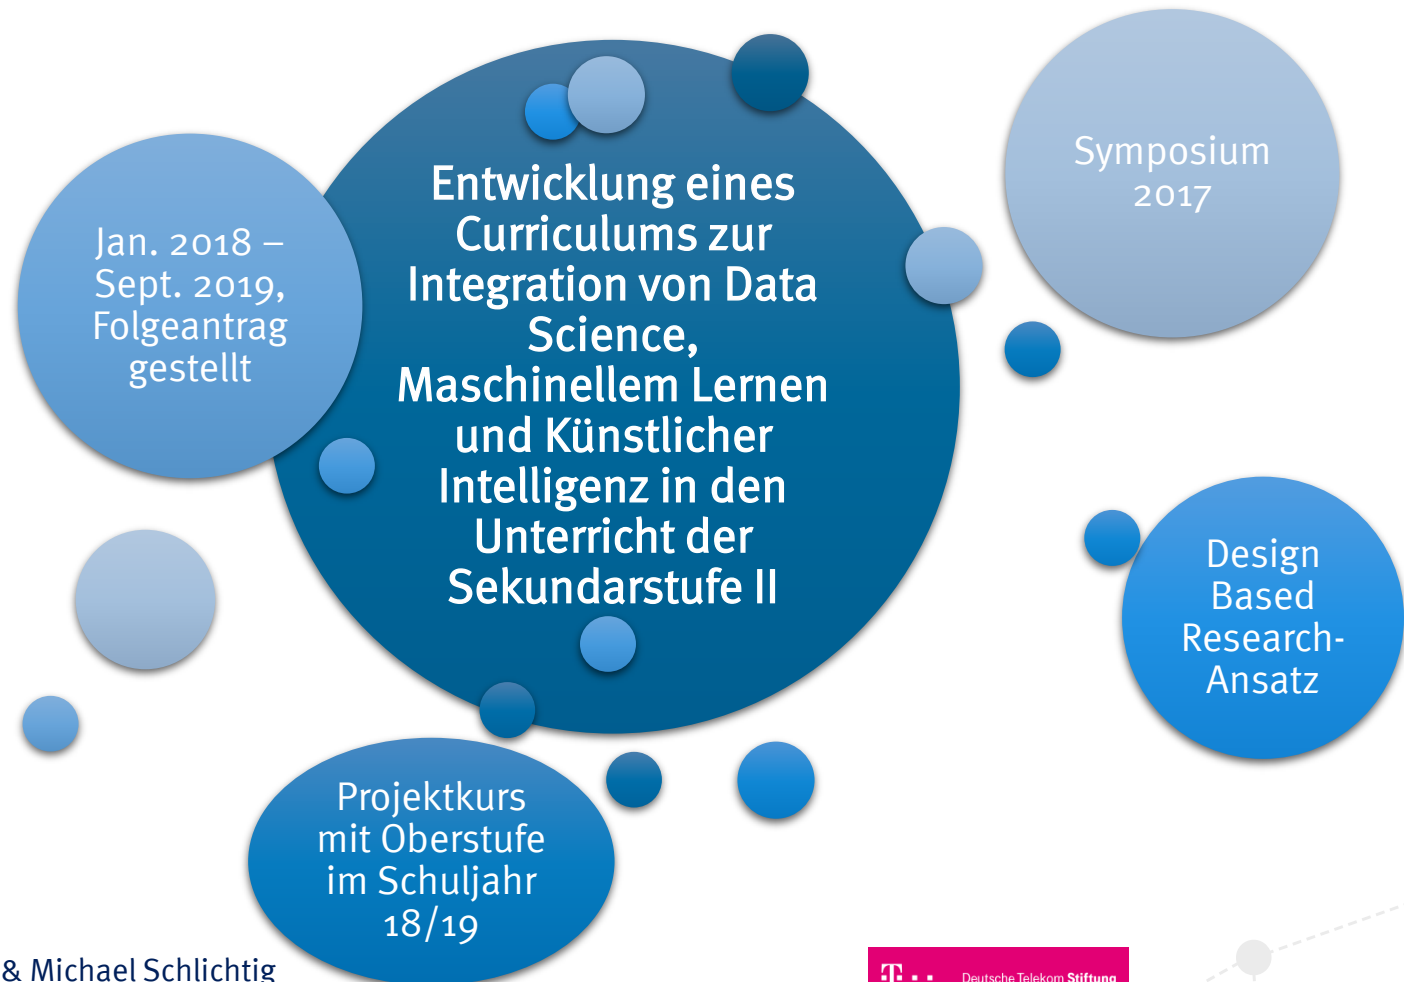 Entwicklung eines
Curriculums zur
Integration von Data
Science,
Maschinellem Lernen
und Künstlicher
Intelligenz in den
Unterricht der
Sekundarstufe II
Jan. 2018 –
Sept. 2019,
Folgeantrag
gestellt
Symposium
2017
Design
Based
Research-
Ansatz
Projektkurs
mit Oberstufe
im Schuljahr
18/19
& Michael Schlichtig
T
Deutsche Telekom Stiftung